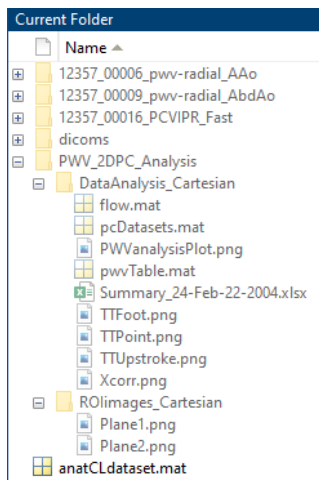 Current Folder
Name
12357_00006_pwv-radial_AAo
12357_00009_pwv-radial_AbdAo
12357_00016_PCVIPR_Fast
dicoms
PWV_2DPC_Analysis
DataAnalysis_Cartesian
flow.mat
pcDatasets.mat
PWVanalysisPlot.png
pwvTable.mat
Summary_24-Feb-22-2004.xlsx
TTFoot.png
TTPoint.png
TTUpstroke.png
Xcorr.png
ROIimages_Cartesian
Plane1.png
Plane2.png
anatCLdataset.mat